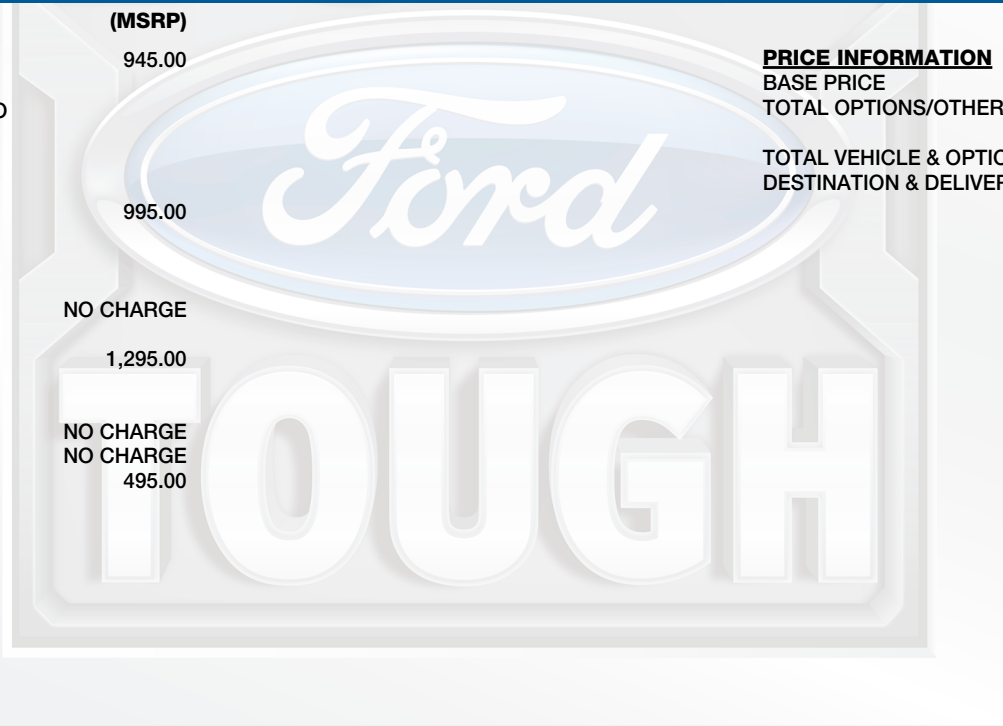 (MSRP)
945.00
995.00
NO CHARGE
1,295.00
NO CHARGE
NO CHARGE
495.00
PRICE INFORMATION
BASE PRICE
TOTAL OPTIONS/OTHER
TOTAL VEHICLE & OPTIO
DESTINATION & DELIVER
Ford
TOUGH